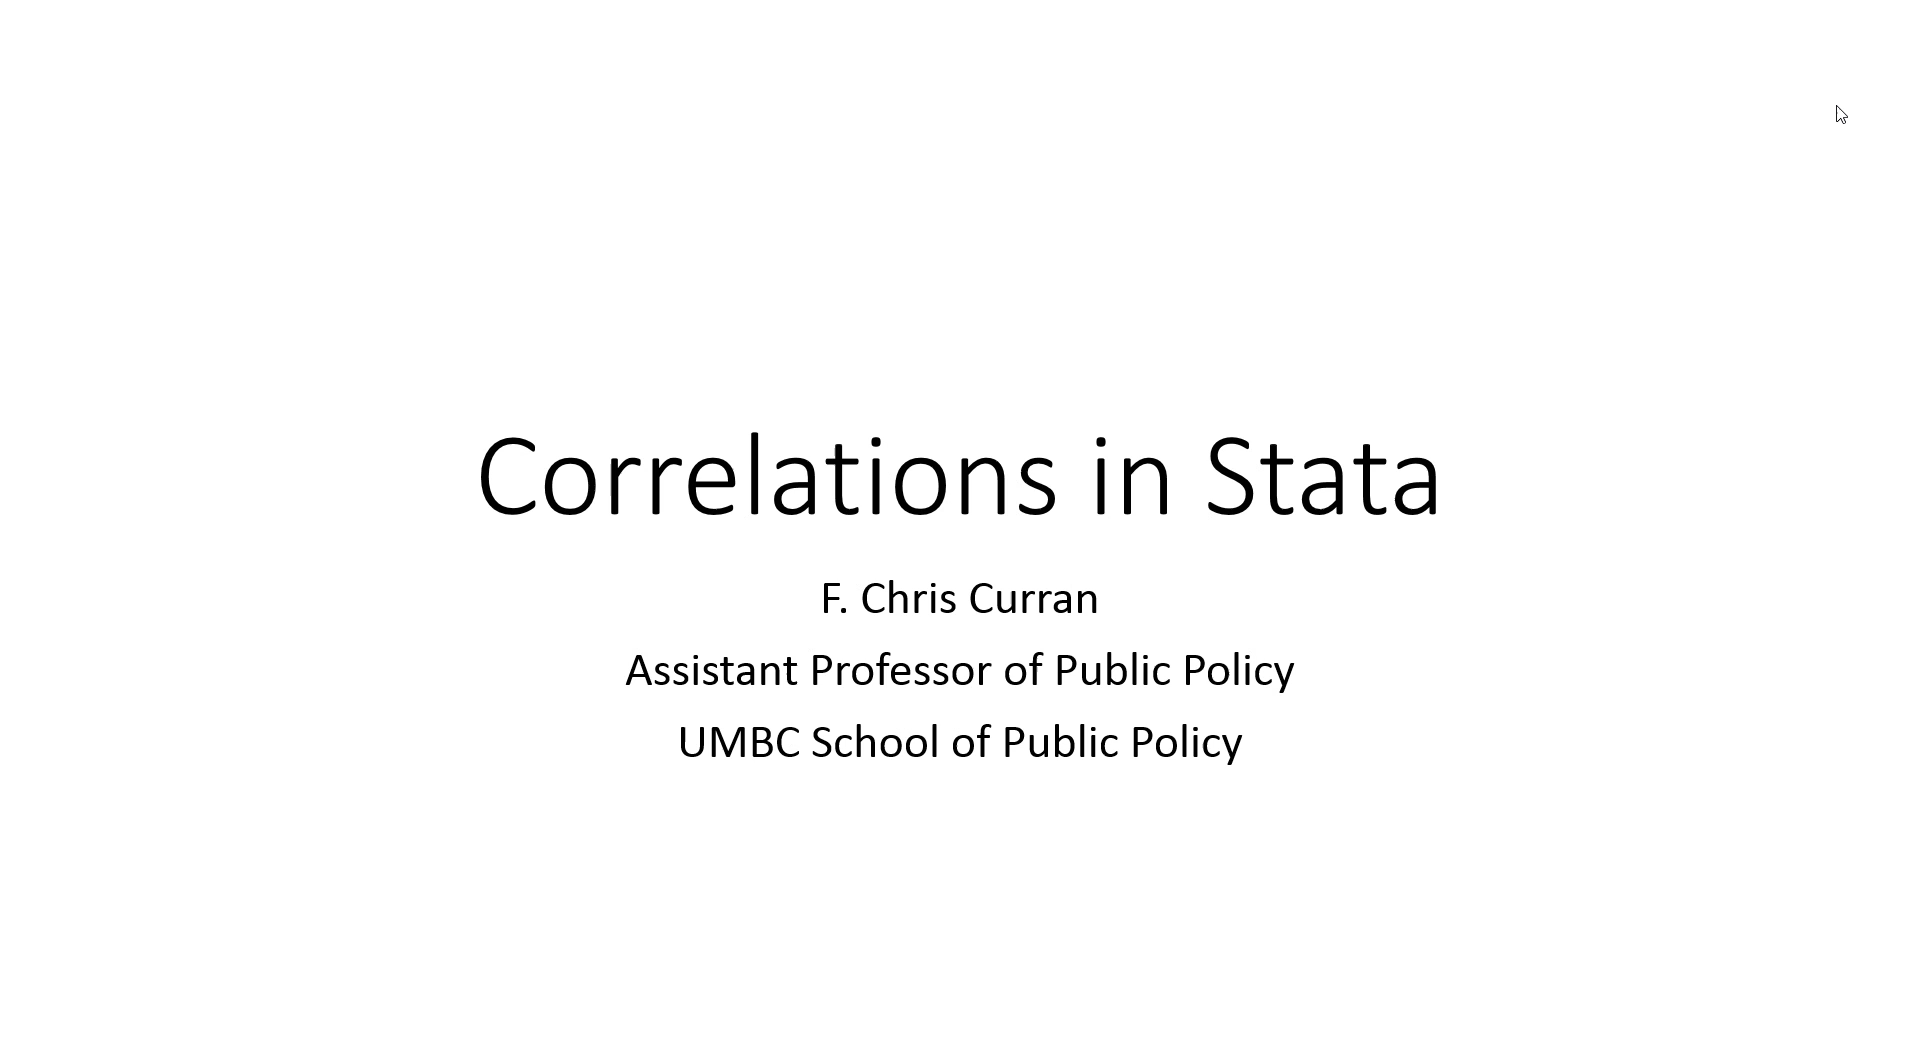 Correlations in Stata
F. Chris Curran
Assistant Professor of Public Policy
UMBC School of Public Policy